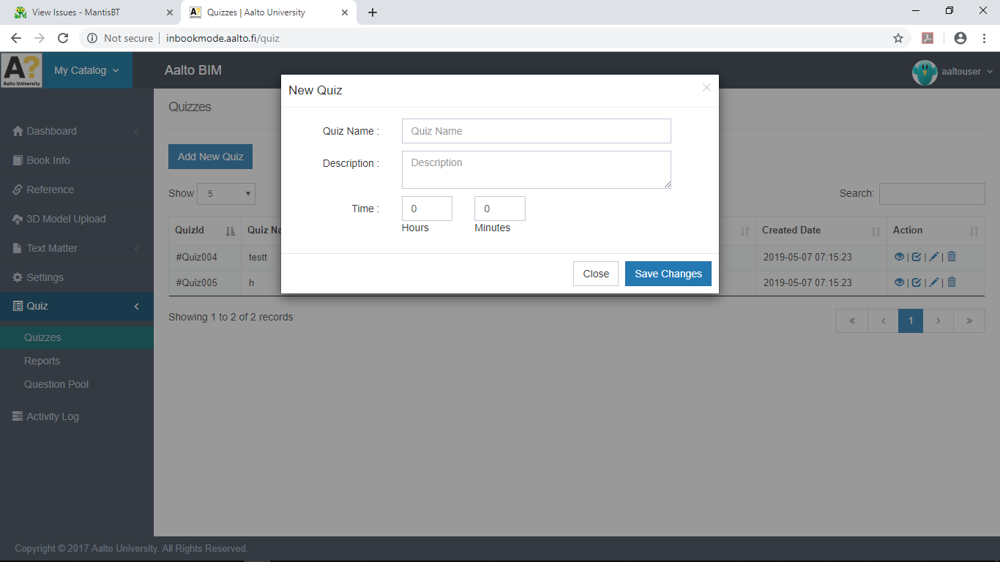 View Issues - MantisBT
Quizzes | Aalto University
Not secure | inbookmode.aalto.fi/quiz
A?
Aalto University
My Catalog
Aalto BIM
aaltouser
Dashboard
Book Info
Reference
3D Model Upload
Text Matter
Settings
Quiz
Quizzes
Reports
Question Pool
Activity Log
Quizzes
Add New Quiz
Show 5
Search:
QuizId Quiz Na Created Date Action
#Quiz004 testt 2019-05-07 07:15:23
#Quiz005 h 2019-05-07 07:15:23
Showing 1 to 2 of 2 records
« ‹ 1 › »
New Quiz
×
Quiz Name : Quiz Name
Description : Description
Time : 0 0
Hours Minutes
Close Save Changes
Copyright © 2017 Aalto University. All Rights Reserved.